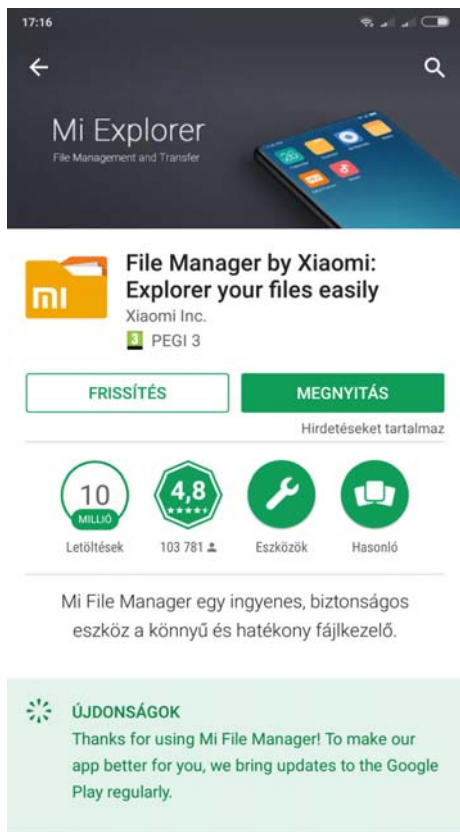 17:16
Mi Explorer
File Management and Transfer
mi
File Manager by Xiaomi:
Explorer your files easily
Xiaomi Inc.
3 PEGI 3
FRISSÍTÉS
MEGNYITÁS
Hirdetéseket tartalmaz
10
MILLIÓ
4,8
Letöltések
103 781
Eszközök
Hasonló
Mi File Manager egy ingyenes, biztonságos
eszköz a könnyű és hatékony fájlkezelő.
ÚJDONSÁGOK
Thanks for using Mi File Manager! To make our
app better for you, we bring updates to the Google
Play regularly.